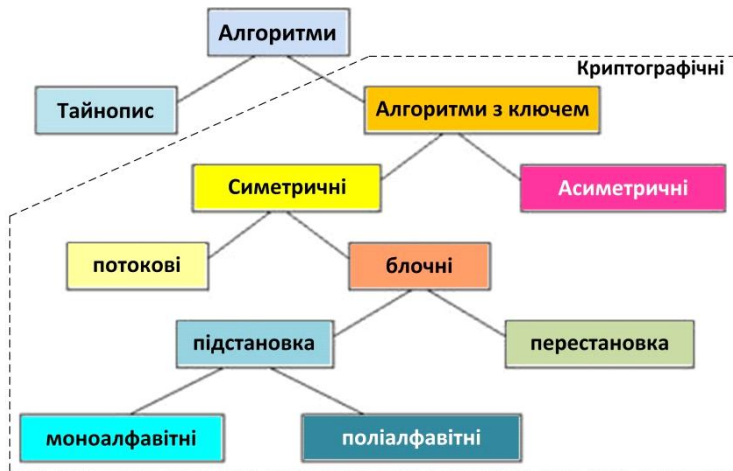 Алгоритми
Криптографічні
Тайнопис
Алгоритми з ключем
Симетричні
Асиметричні
потокові
блочні
підстановка
перестановка
моноалфавітні
поліалфавітні